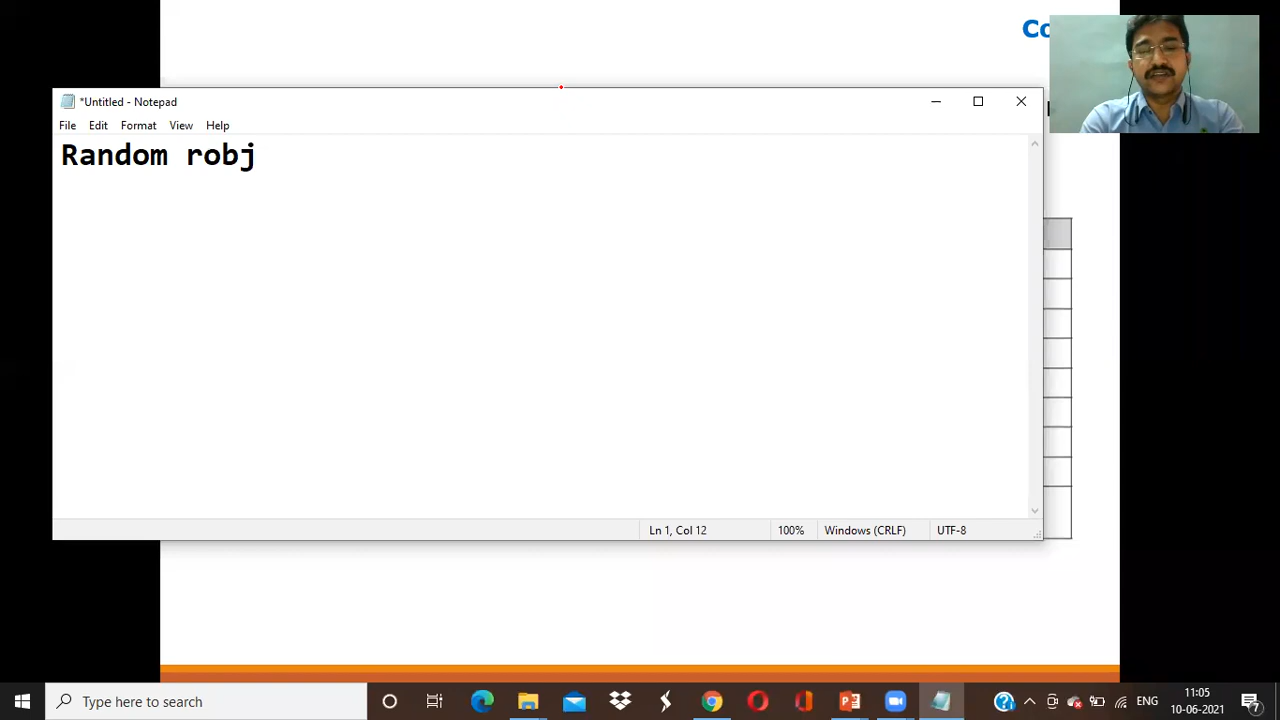 Co
*Untitled - Notepad
File Edit Format View Help
Random robj
Ln 1, Col 12 100% Windows (CRLF) UTF-8
Type here to search
ENG
11:05
10-06-2021
7